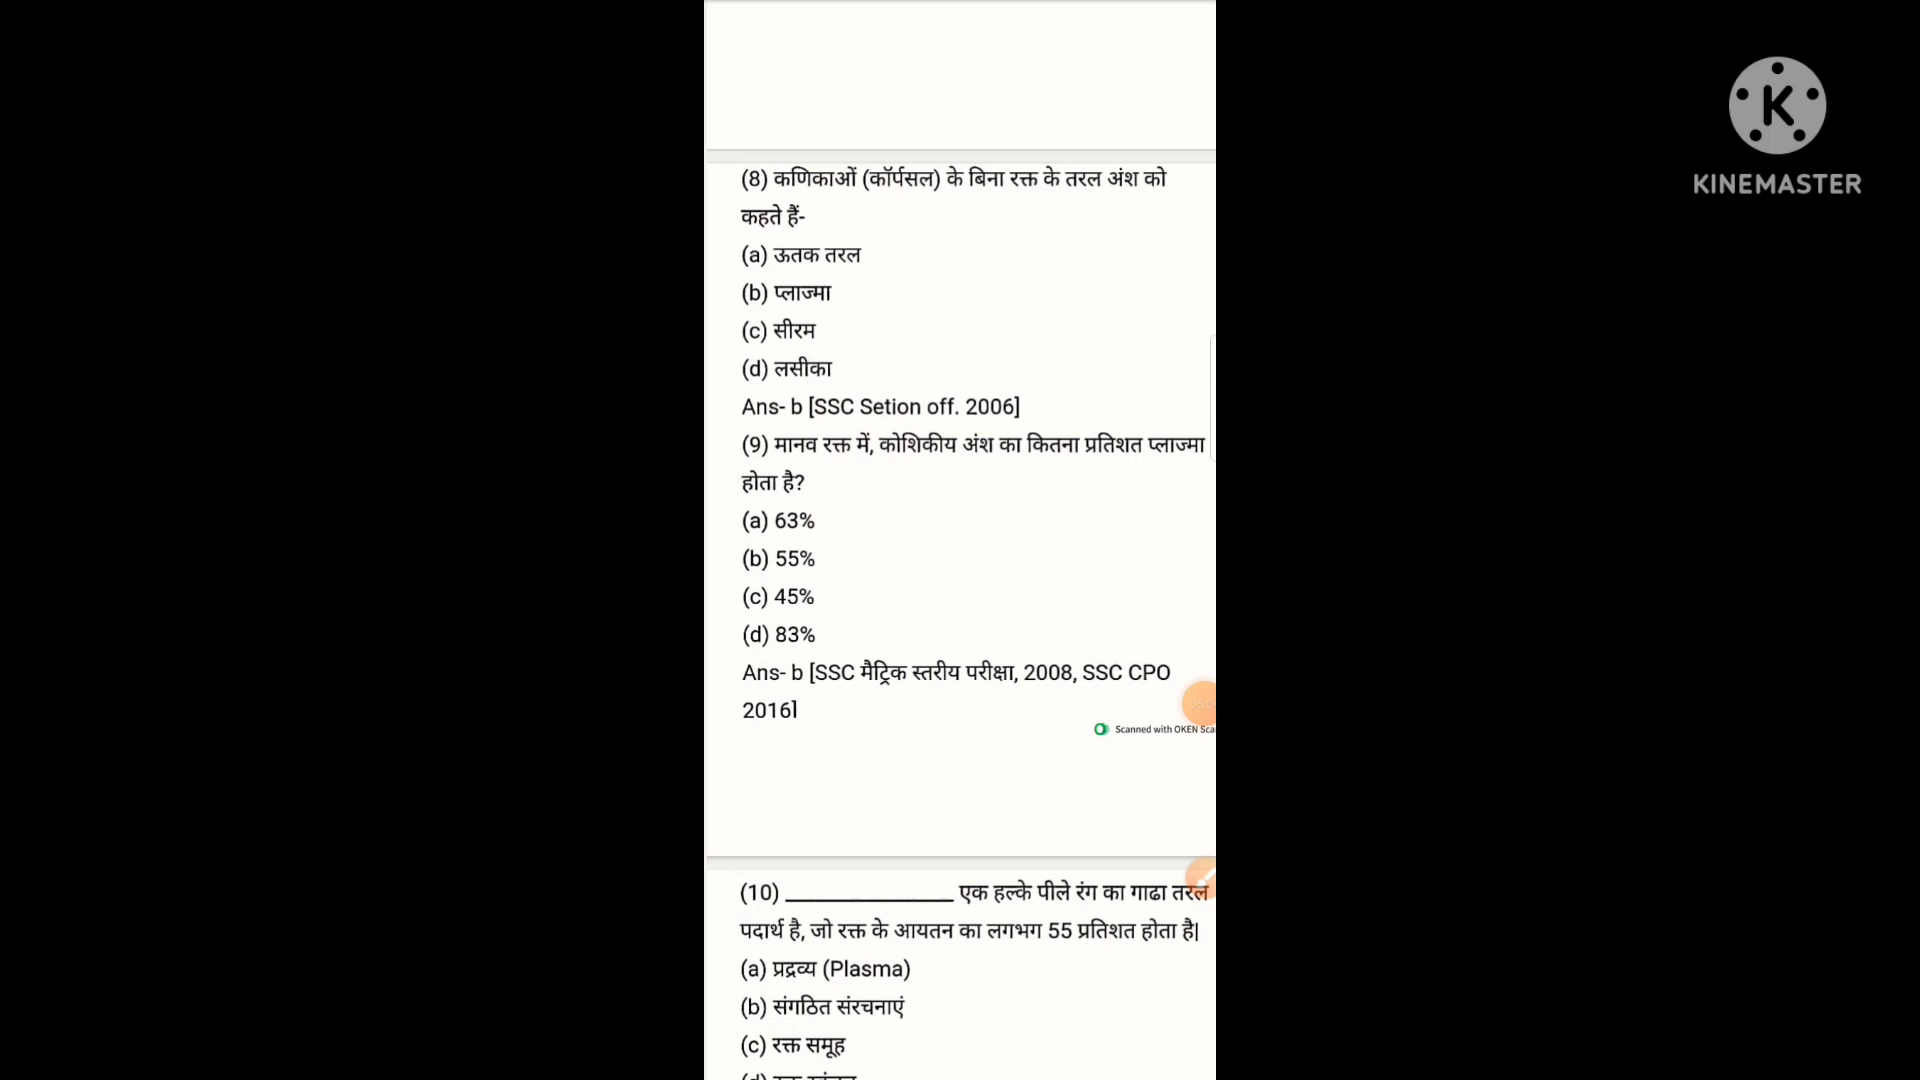 (8) कणिकाओं (कॉर्पसल) के बिना रक्त के तरल अंश को
कहते हैं-
(a) ऊतक तरल
(b) प्लाज्मा
(c) सीरम
(d) लसीका
Ans- b [SSC Setion off. 2006]
(9) मानव रक्त में, कोशिकीय अंश का कितना प्रतिशत प्लाज्मा
होता है?
(a) 63%
(b) 55%
(c) 45%
(d) 83%
Ans- b [SSC मैट्रिक स्तरीय परीक्षा, 2008, SSC CPO
2016]
Scanned with OKEN
(10) ______________ एक हल्के पीले रंग का गाढा तरल
पदार्थ है, जो रक्त के आयतन का लगभग 55 प्रतिशत होता है|
(a) प्रद्रव्य (Plasma)
(b) संगठित संरचनाएं
(c) रक्त समूह
K
KINEMASTER